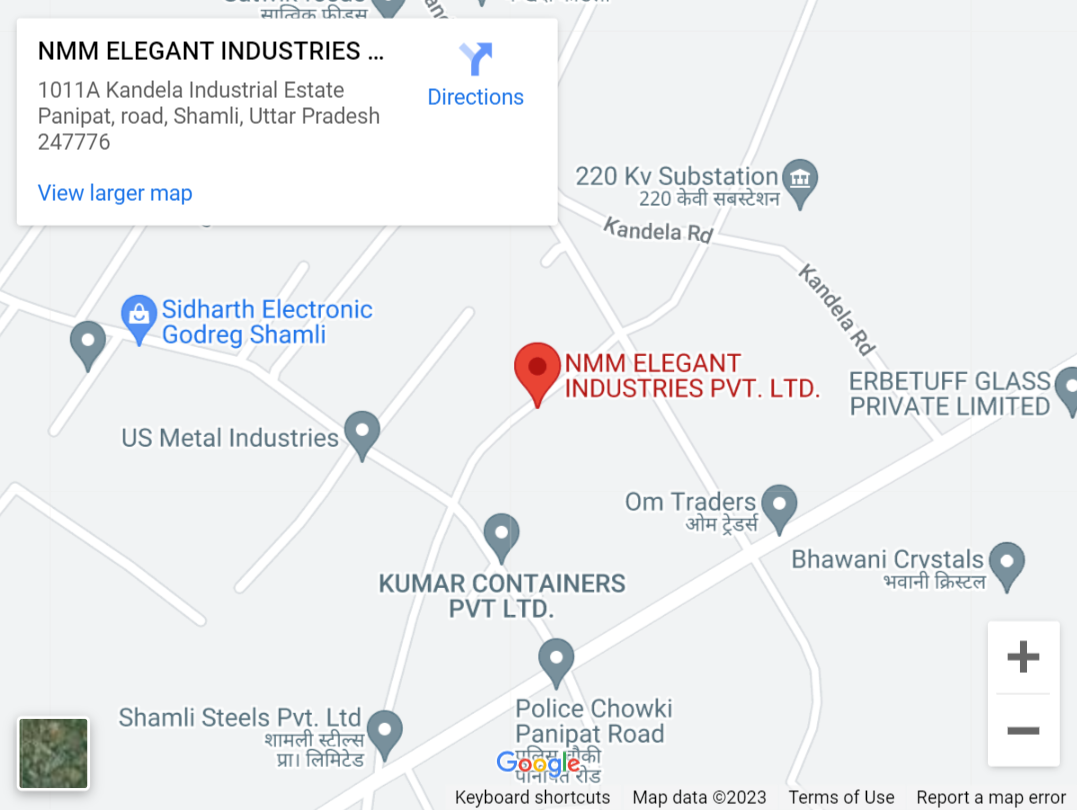 सात्विक फीडस
NMM ELEGANT INDUSTRIES ...
1011A Kandela Industrial Estate
Panipat, road, Shamli, Uttar Pradesh
247776
Directions
View larger map
220 Kv Substation
220 केवी सबस्टेशन
Kandela Rd
Kandela Rd
Sidharth Electronic
Godreg Shamli
NMM ELEGANT
INDUSTRIES PVT. LTD.
ERBETUFF GLASS
PRIVATE LIMITED
US Metal Industries
Om Traders
ओम ट्रेडर्स
Bhawani Crystals
भवानी क्रिस्टल
KUMAR CONTAINERS
PVT LTD.
Shamli Steels Pvt. Ltd
शामली स्टील्स
प्रा। लिमिटेड
Police Chowki
Panipat Road
पुलिस चौकी
पानीपत रोड
Google
Keyboard shortcuts
Map data ©2023
Terms of Use
Report a map error